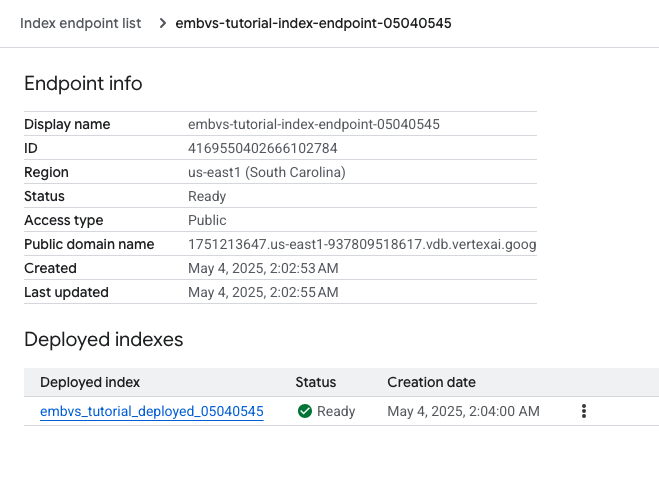 Index endpoint list > embvs-tutorial-index-endpoint-05040545
Endpoint info
Display name embvs-tutorial-index-endpoint-05040545
ID 4169550402666102784
Region us-east1 (South Carolina)
Status Ready
Access type Public
Public domain name 1751213647.us-east1-937809518617.vdb.vertexai.goog
Created May 4, 2025, 2:02:53 AM
Last updated May 4, 2025, 2:02:55 AM
Deployed indexes
Deployed index Status Creation date
embvs_tutorial_deployed_05040545 Ready May 4, 2025, 2:04:00 AM